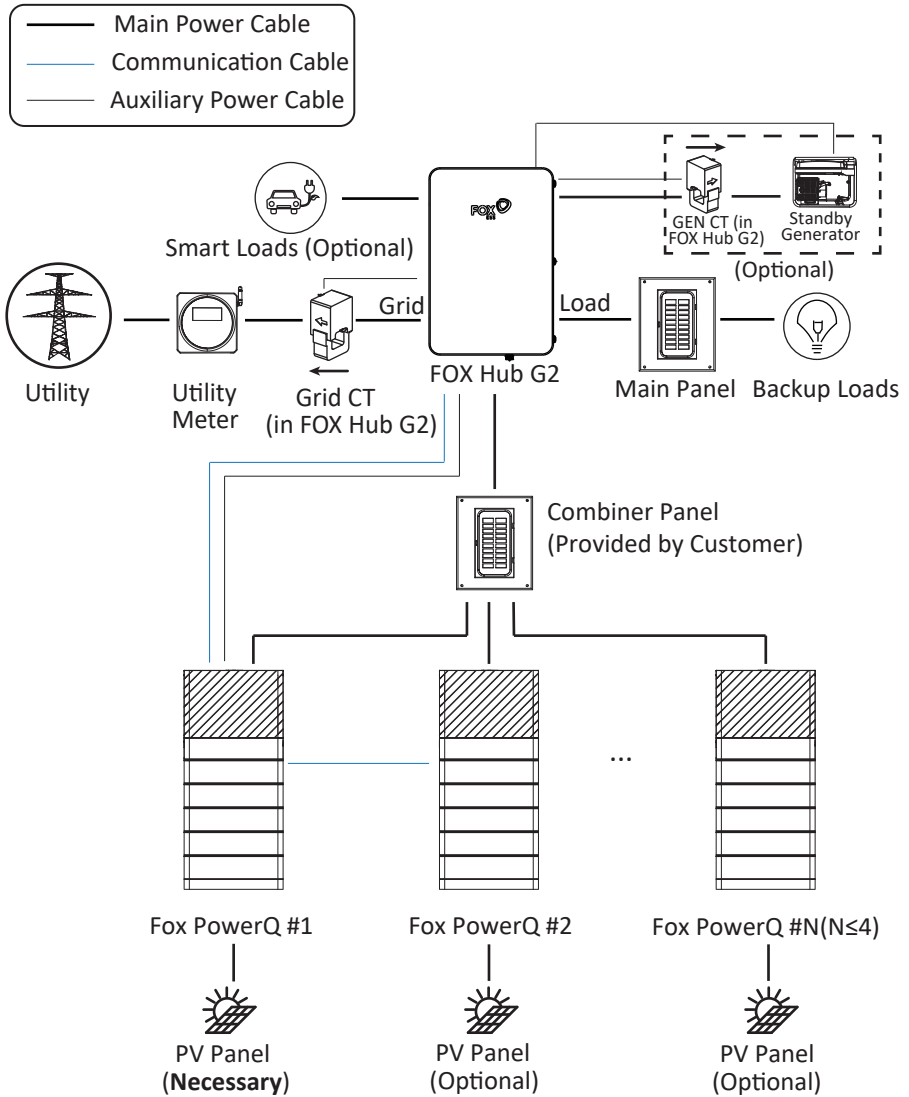 Main Power Cable
Communication Cable
Auxiliary Power Cable
FOX
ESS
Smart Loads (Optional)
GEN CT (in
FOX Hub G2)
Standby
Generator
(Optional)
Grid
Load
Utility
Utility
Meter
Grid CT
(in FOX Hub G2)
FOX Hub G2
Main Panel
Backup Loads
Combiner Panel
(Provided by Customer)
...
Fox PowerQ #1
Fox PowerQ #2
Fox PowerQ #N(N≤4)
PV Panel
(Necessary)
PV Panel
(Optional)
PV Panel
(Optional)